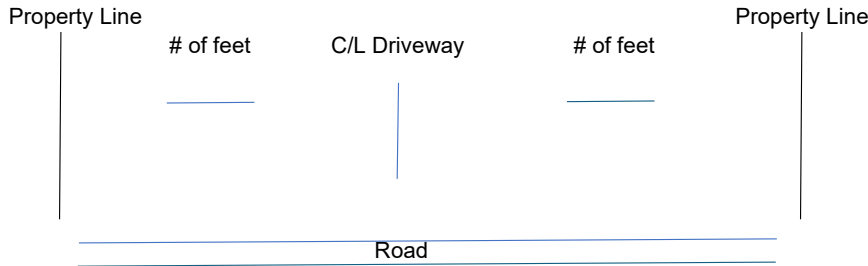 Property Line
Property Line
# of feet
C/L Driveway
# of feet
Road